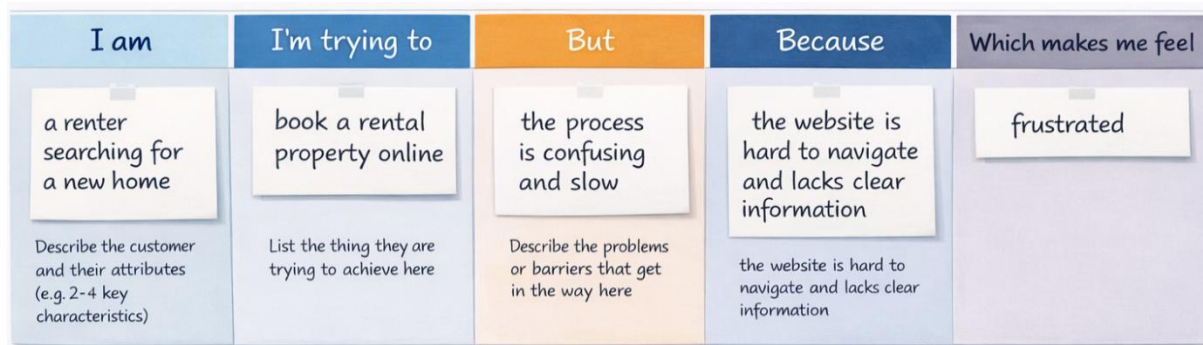 I am
I'm trying to
But
Because
Which makes me feel
a renter
searching for
a new home
Describe the customer
and their attributes
(e.g. 2-4 key
characteristics)
book a rental
property online
List the thing they are
trying to achieve here
the process
is confusing
and slow
Describe the problems
or barriers that get
in the way here
the website is
hard to navigate
and lacks clear
information
the website is hard to
navigate and lacks clear
information
frustrated